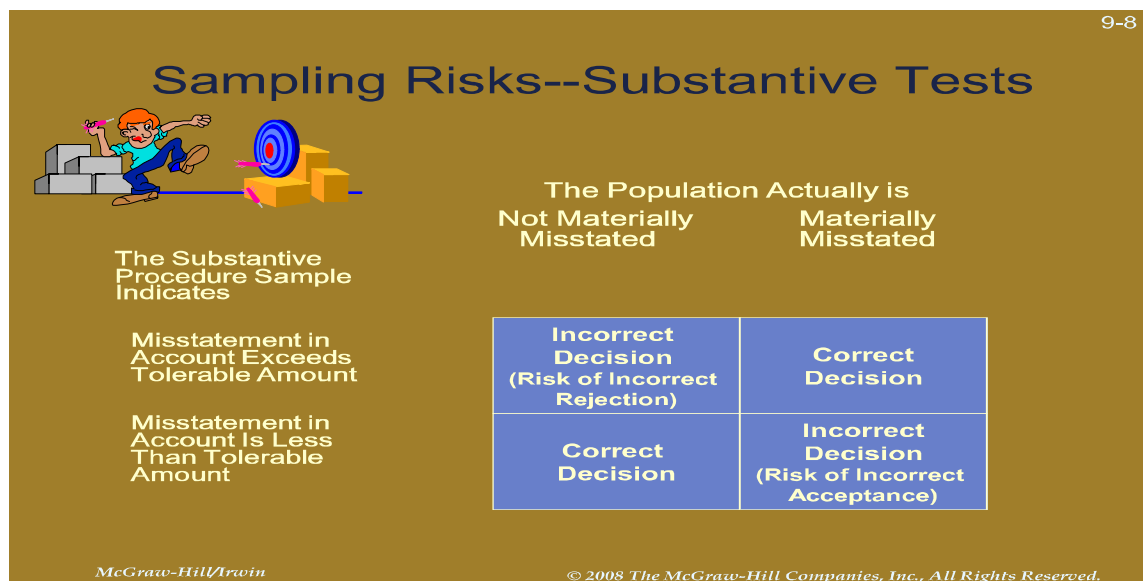 9-8
Sampling Risks--Substantive Tests
The Population Actually is
Not Materially
Misstated
Materially
Misstated
The Substantive
Procedure Sample
Indicates
Misstatement in
Account Exceeds
Tolerable Amount
Incorrect
Decision
(Risk of Incorrect
Rejection)
Correct
Decision
Misstatement in
Account Is Less
Than Tolerable
Amount
Correct
Decision
Incorrect
Decision
(Risk of Incorrect
Acceptance)
McGraw-Hill/Irwin
© 2008 The McGraw-Hill Companies, Inc., All Rights Reserved.